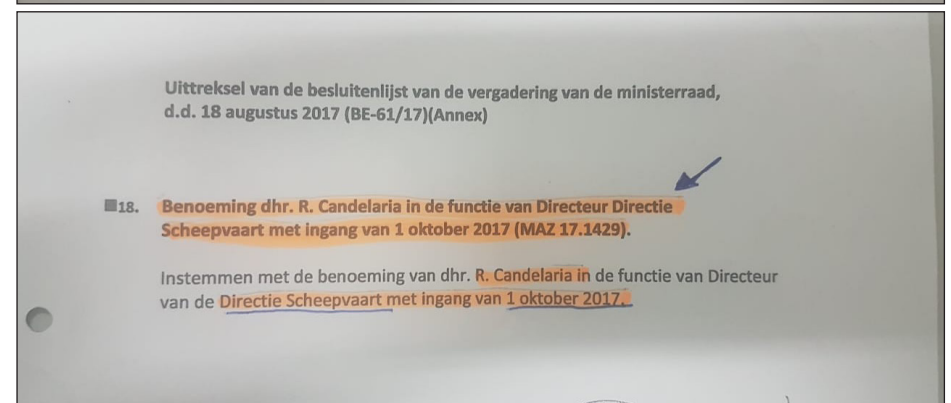 Uittreksel van de besluitenlijst van de vergadering van de ministerraad,
d.d. 18 augustus 2017 (BE-61/17)(Annex)
■18. Benoeming dhr. R. Candelaria in de functie van Directeur Directie
Scheepvaart met ingang van 1 oktober 2017 (MAZ 17.1429).
Instemmen met de benoeming van dhr. R. Candelaria in de functie van Directeur
van de Directie Scheepvaart met ingang van 1 oktober 2017.